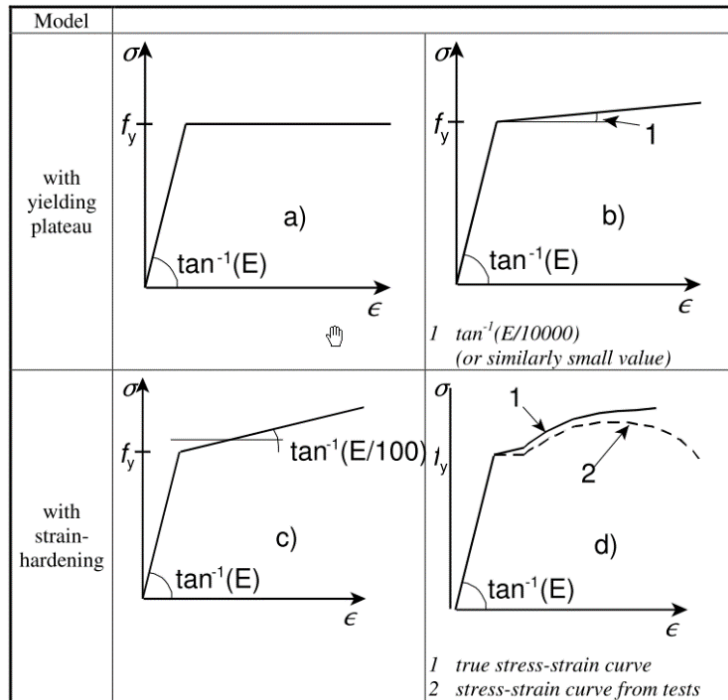 Model
with
yielding
plateau
σ
f_y
a)
tan⁻¹(E)
ϵ
σ
f_y
1
b)
tan⁻¹(E)
ϵ
1 tan⁻¹(E/10000)
(or similarly small value)
with
strain-
hardening
σ
f_y
tan⁻¹(E/100)
c)
tan⁻¹(E)
ϵ
σ
f_y
1
2
d)
tan⁻¹(E)
ϵ
1 true stress-strain curve
2 stress-strain curve from tests